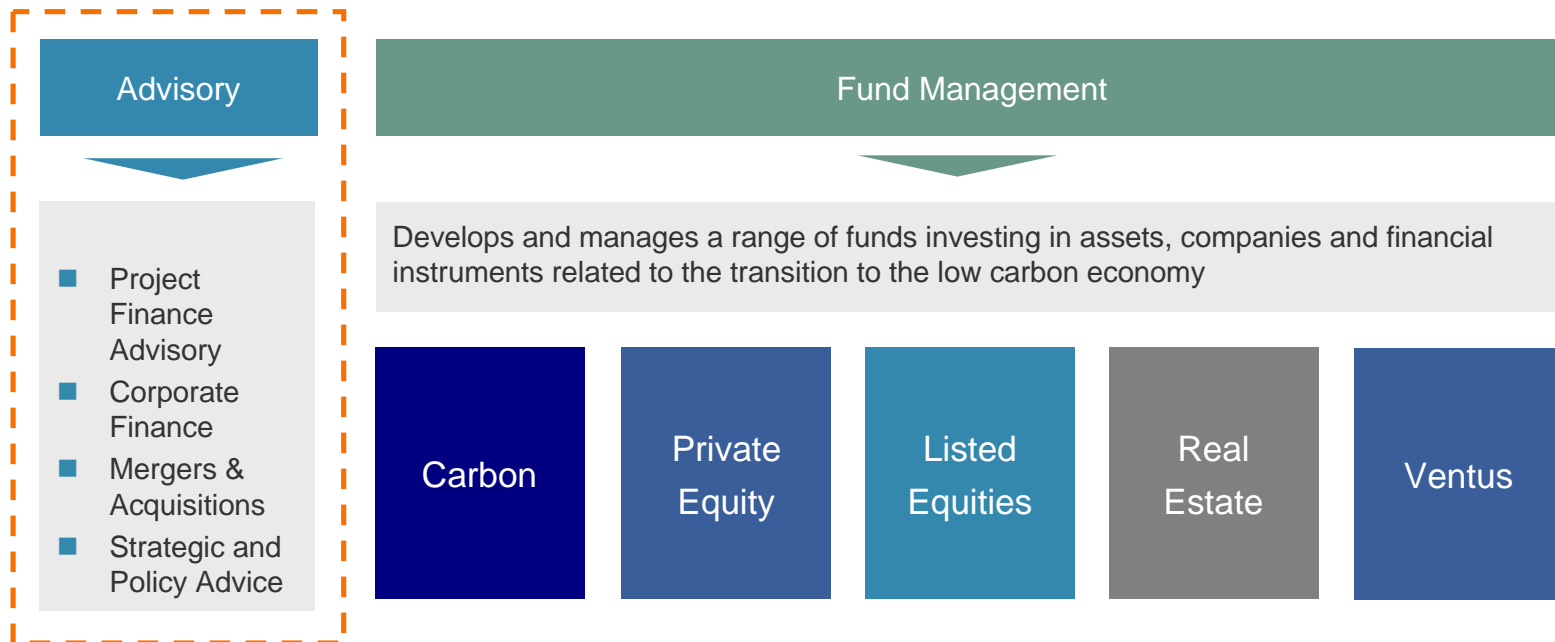 Advisory
Project
Finance
Advisory
Corporate
Finance
Mergers &
Acquisitions
Strategic and
Policy Advice
Fund Management
Develops and manages a range of funds investing in assets, companies and financial
instruments related to the transition to the low carbon economy
Carbon
Private
Equity
Listed
Equities
Real
Estate
Ventus